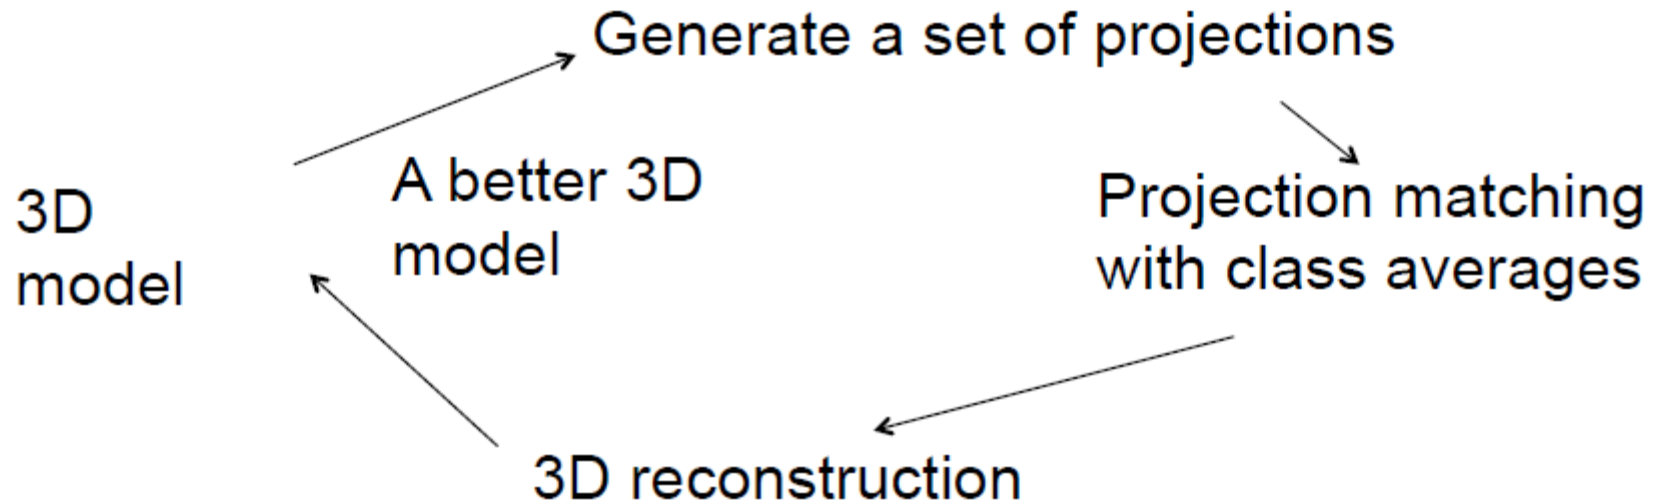 Generate a set of projections
A better 3D
model
3D
model
Projection matching
with class averages
3D reconstruction